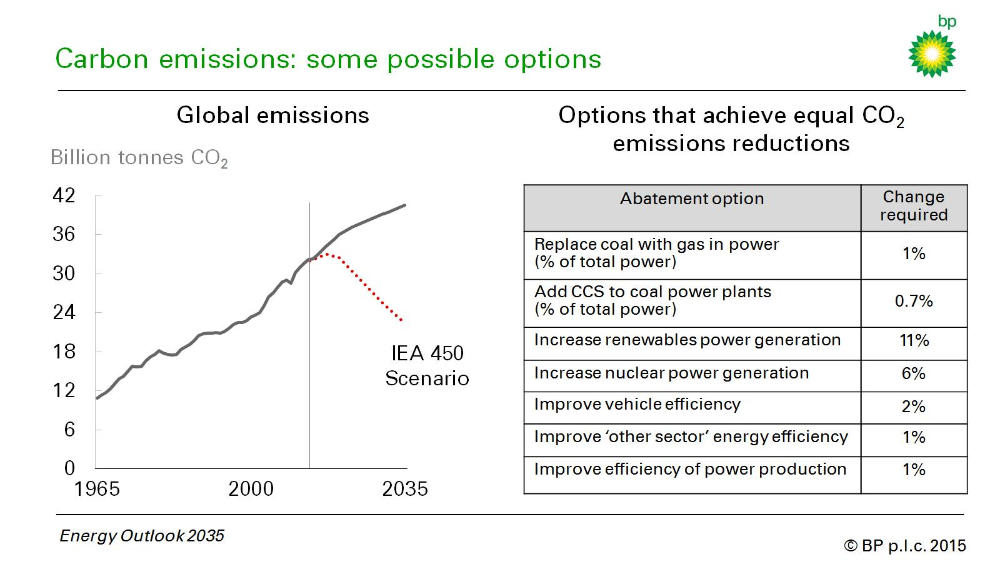 bp
Carbon emissions: some possible options
Global emissions
Billion tonnes CO₂
42
36
30
24
18
12
6
0
1965 2000 2035
IEA 450
Scenario
Options that achieve equal CO₂
emissions reductions
Abatement option
Change
required
Replace coal with gas in power
(% of total power)
1%
Add CCS to coal power plants
(% of total power)
0.7%
Increase renewables power generation
11%
Increase nuclear power generation
6%
Improve vehicle efficiency
2%
Improve ‘other sector’ energy efficiency
1%
Improve efficiency of power production
1%
Energy Outlook 2035
© BP p.l.c. 2015